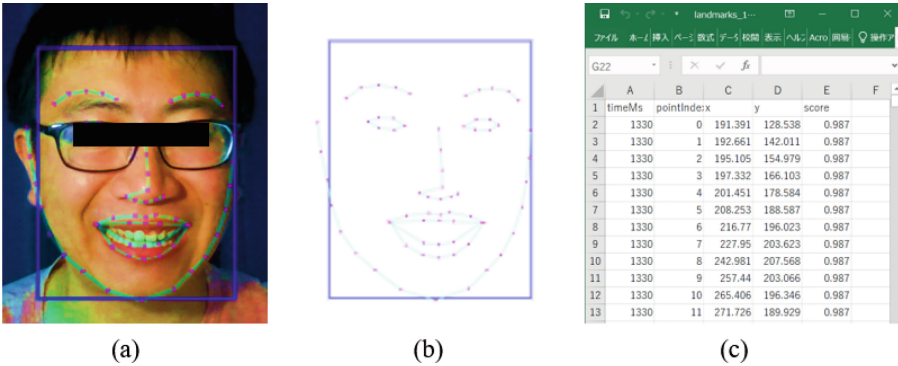 landmarks_1…
ファイル ホーム 挿入 ページ 数式 データ 校閲 表示 ヘルプ Acro 操作ア
G22 fx
A B C D E F
1 timeMs pointIndex x y score
2 1330 0 191.391 128.538 0.987
3 1330 1 192.661 142.011 0.987
4 1330 2 195.105 154.979 0.987
5 1330 3 197.332 166.103 0.987
6 1330 4 201.451 178.584 0.987
7 1330 5 208.253 188.587 0.987
8 1330 6 216.77 196.023 0.987
9 1330 7 227.95 203.623 0.987
10 1330 8 242.981 207.568 0.987
11 1330 9 257.44 203.066 0.987
12 1330 10 265.406 196.346 0.987
13 1330 11 271.726 189.929 0.987
(a) (b) (c)